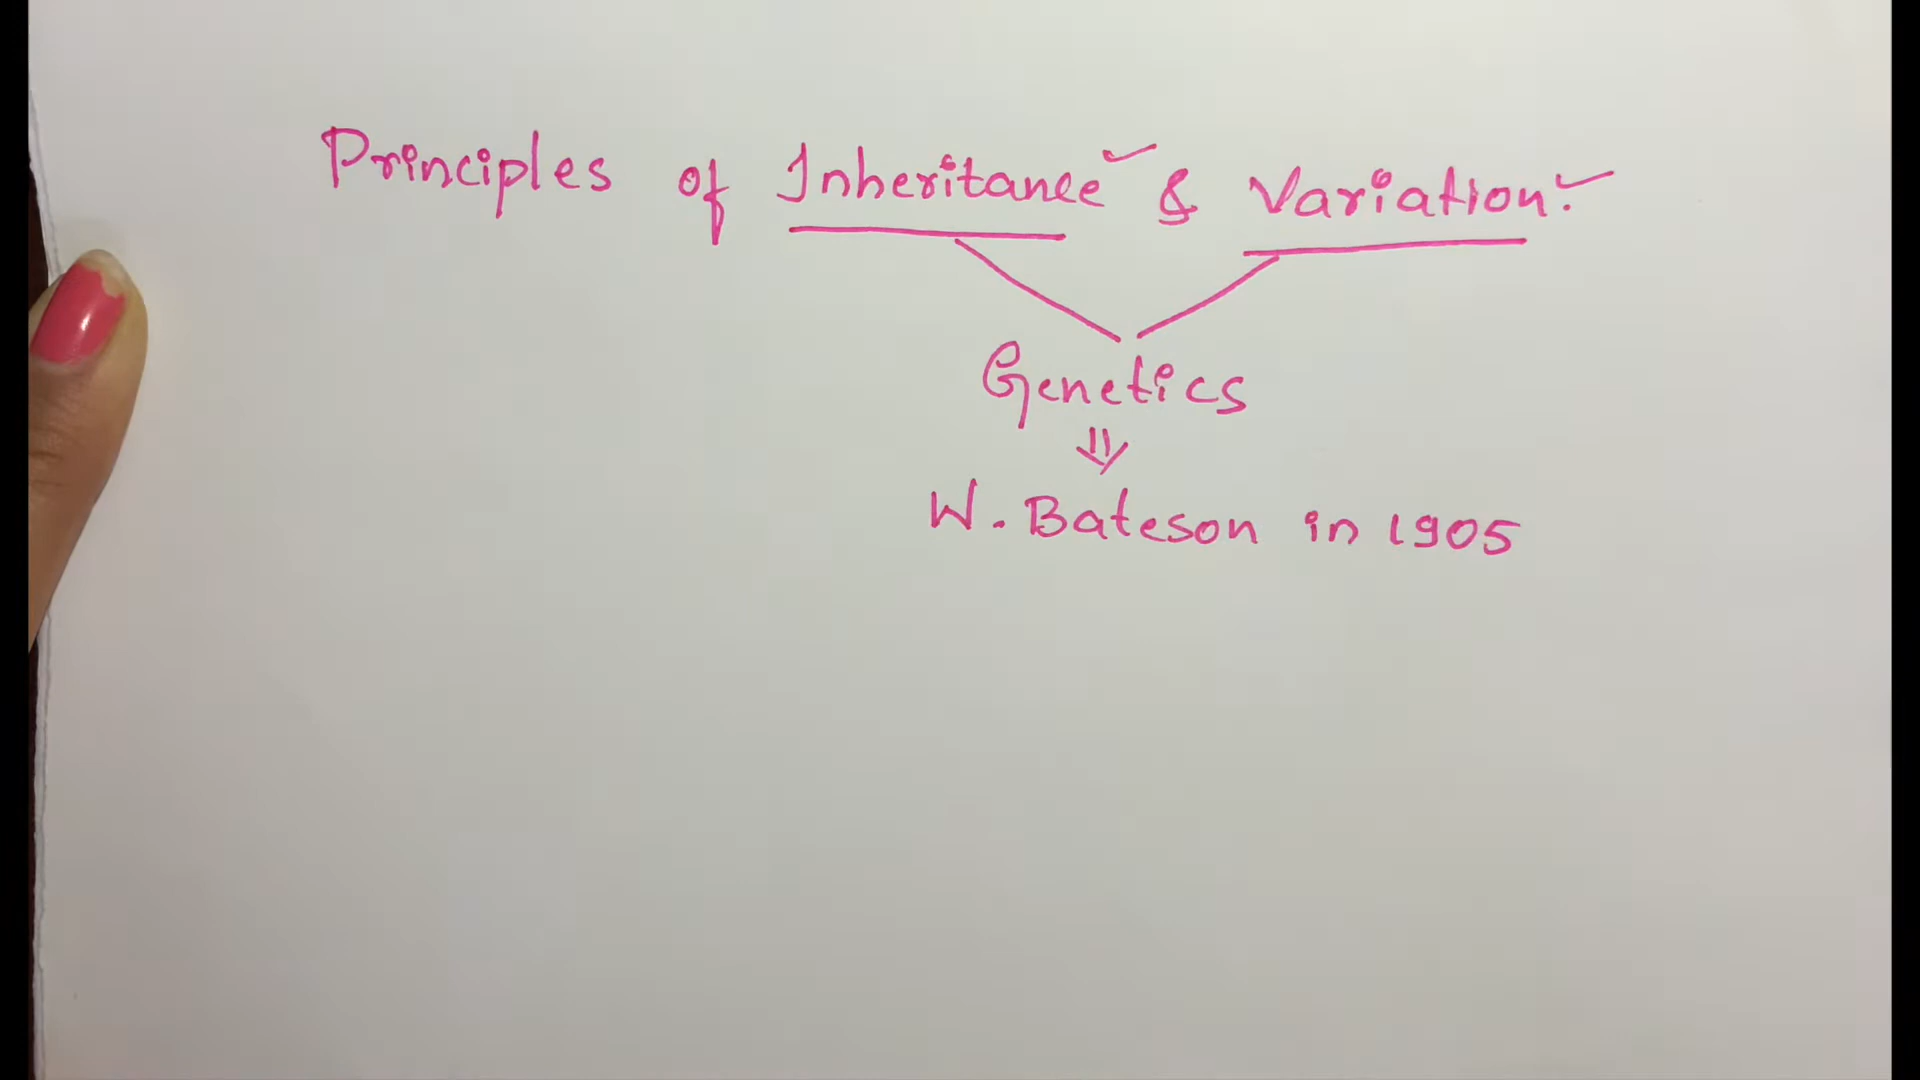 Principles of Inheritance & Variation.
Genetics
W. Bateson in 1905